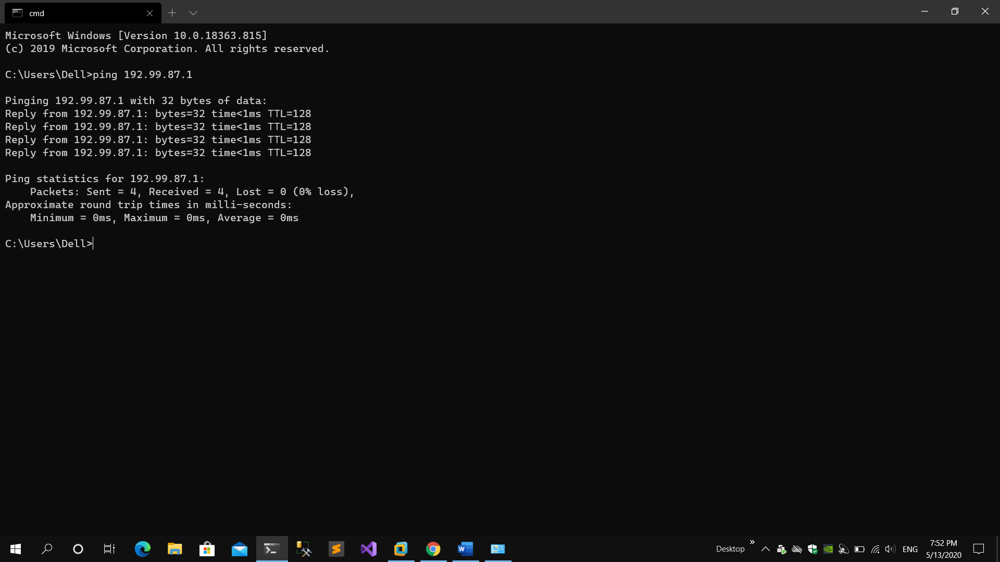 cmd
Microsoft Windows [Version 10.0.18363.815]
(c) 2019 Microsoft Corporation. All rights reserved.
C:\Users\Dell>ping 192.99.87.1
Pinging 192.99.87.1 with 32 bytes of data:
Reply from 192.99.87.1: bytes=32 time<1ms TTL=128
Reply from 192.99.87.1: bytes=32 time<1ms TTL=128
Reply from 192.99.87.1: bytes=32 time<1ms TTL=128
Reply from 192.99.87.1: bytes=32 time<1ms TTL=128
Ping statistics for 192.99.87.1:
    Packets: Sent = 4, Received = 4, Lost = 0 (0% loss),
Approximate round trip times in milli-seconds:
    Minimum = 0ms, Maximum = 0ms, Average = 0ms
C:\Users\Dell>
Desktop
ENG
7:52 PM
5/13/2020